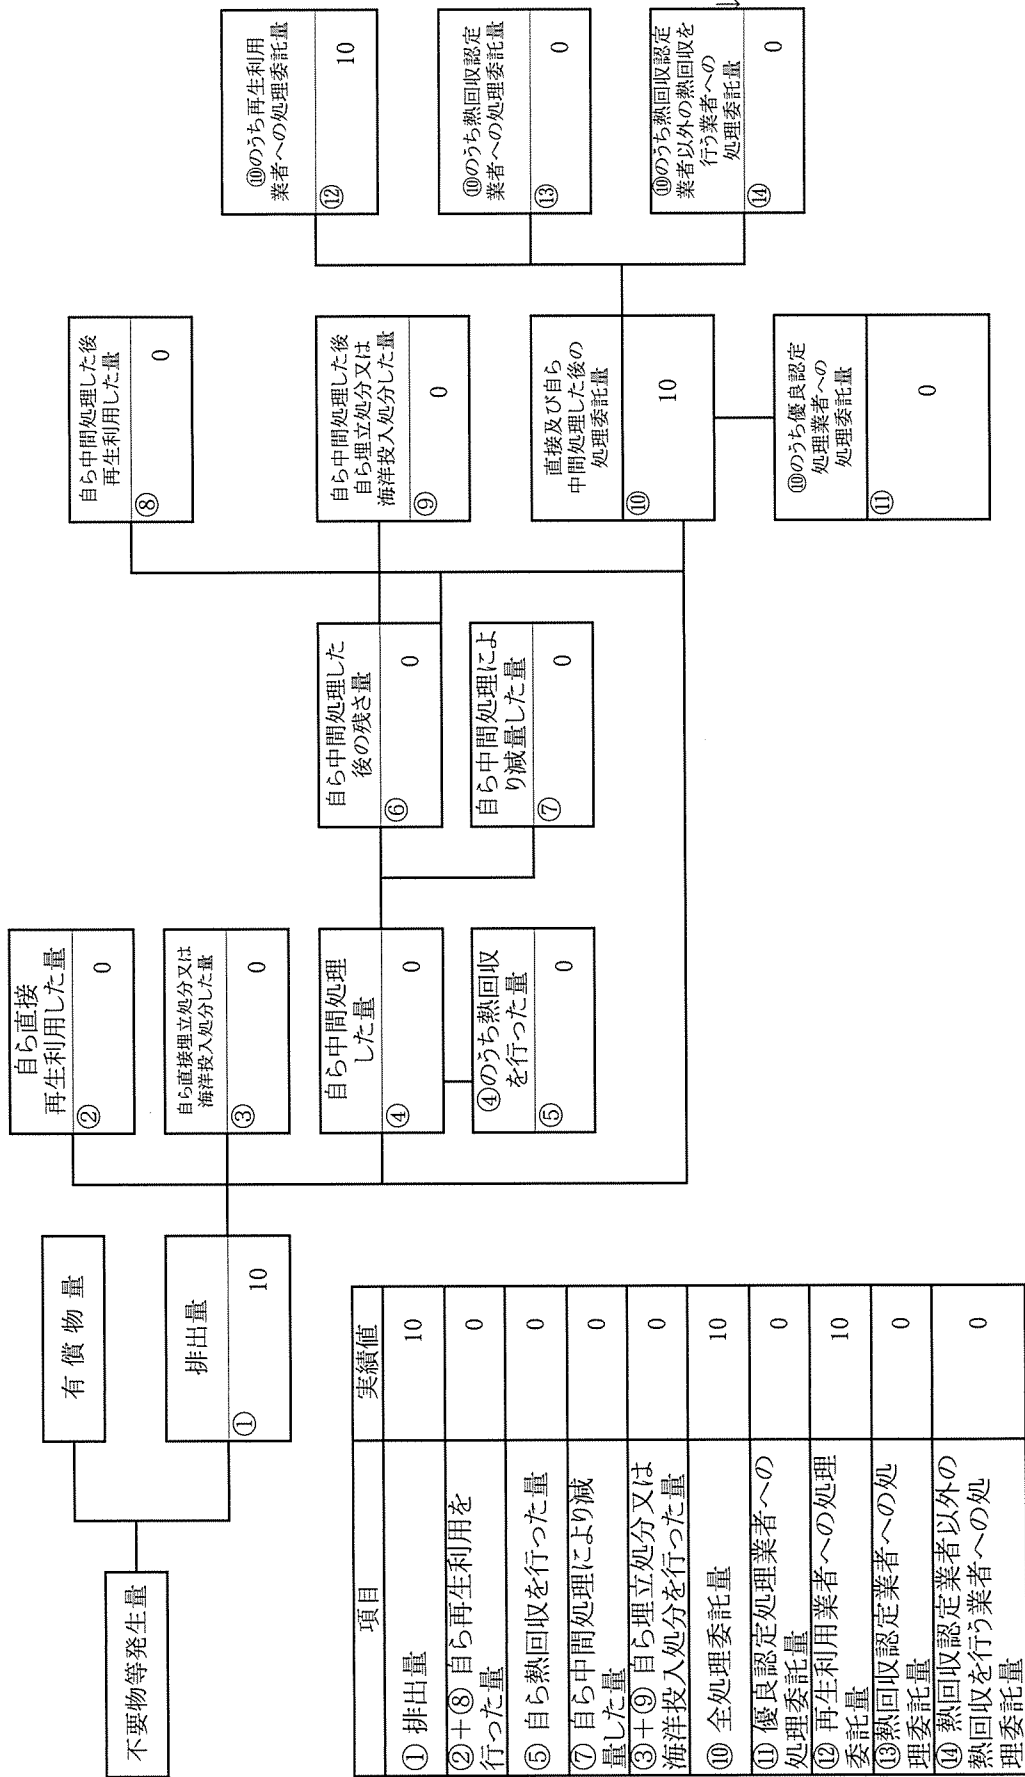 不要物等発生量
有償物量
排出量
①
10
自ら直接
再生利用した量
②
0
自ら直接埋立処分又は
海洋投入処分した量
③
0
自ら中間処理
した量
④
0
④のうち熱回収
を行った量
⑤
0
自ら中間処理した
後の残さ量
⑥
0
自ら中間処理によ
り減量した量
⑦
0
自ら中間処理した後
再生利用した量
⑧
0
自ら中間処理した後
自ら埋立処分又は
海洋投入処分した量
⑨
0
直接及び自ら
中間処理した後の
処理委託量
⑩
10
⑩のうち優良認定
処理業者への
処理委託量
⑪
0
⑩のうち再生利用
業者への処理委託量
⑫
10
⑩のうち熱回収認定
業者への処理委託量
⑬
0
⑩のうち熱回収認定
業者以外の熱回収を
行う業者への
処理委託量
⑭
0
項目 実績値
① 排出量 10
②+⑧ 自ら再生利用を
行った量 0
⑤ 自ら熱回収を行った量 0
⑦ 自ら中間処理により減
量した量 0
③+⑨ 自ら埋立処分又は
海洋投入処分を行った量 0
⑩ 全処理委託量 10
⑪ 優良認定処理業者への
処理委託量 0
⑫ 再生利用業者への処理
委託量 10
⑬熱回収認定業者への処
理委託量 0
⑭ 熱回収認定業者以外の
熱回収を行う業者への処
理委託量 0